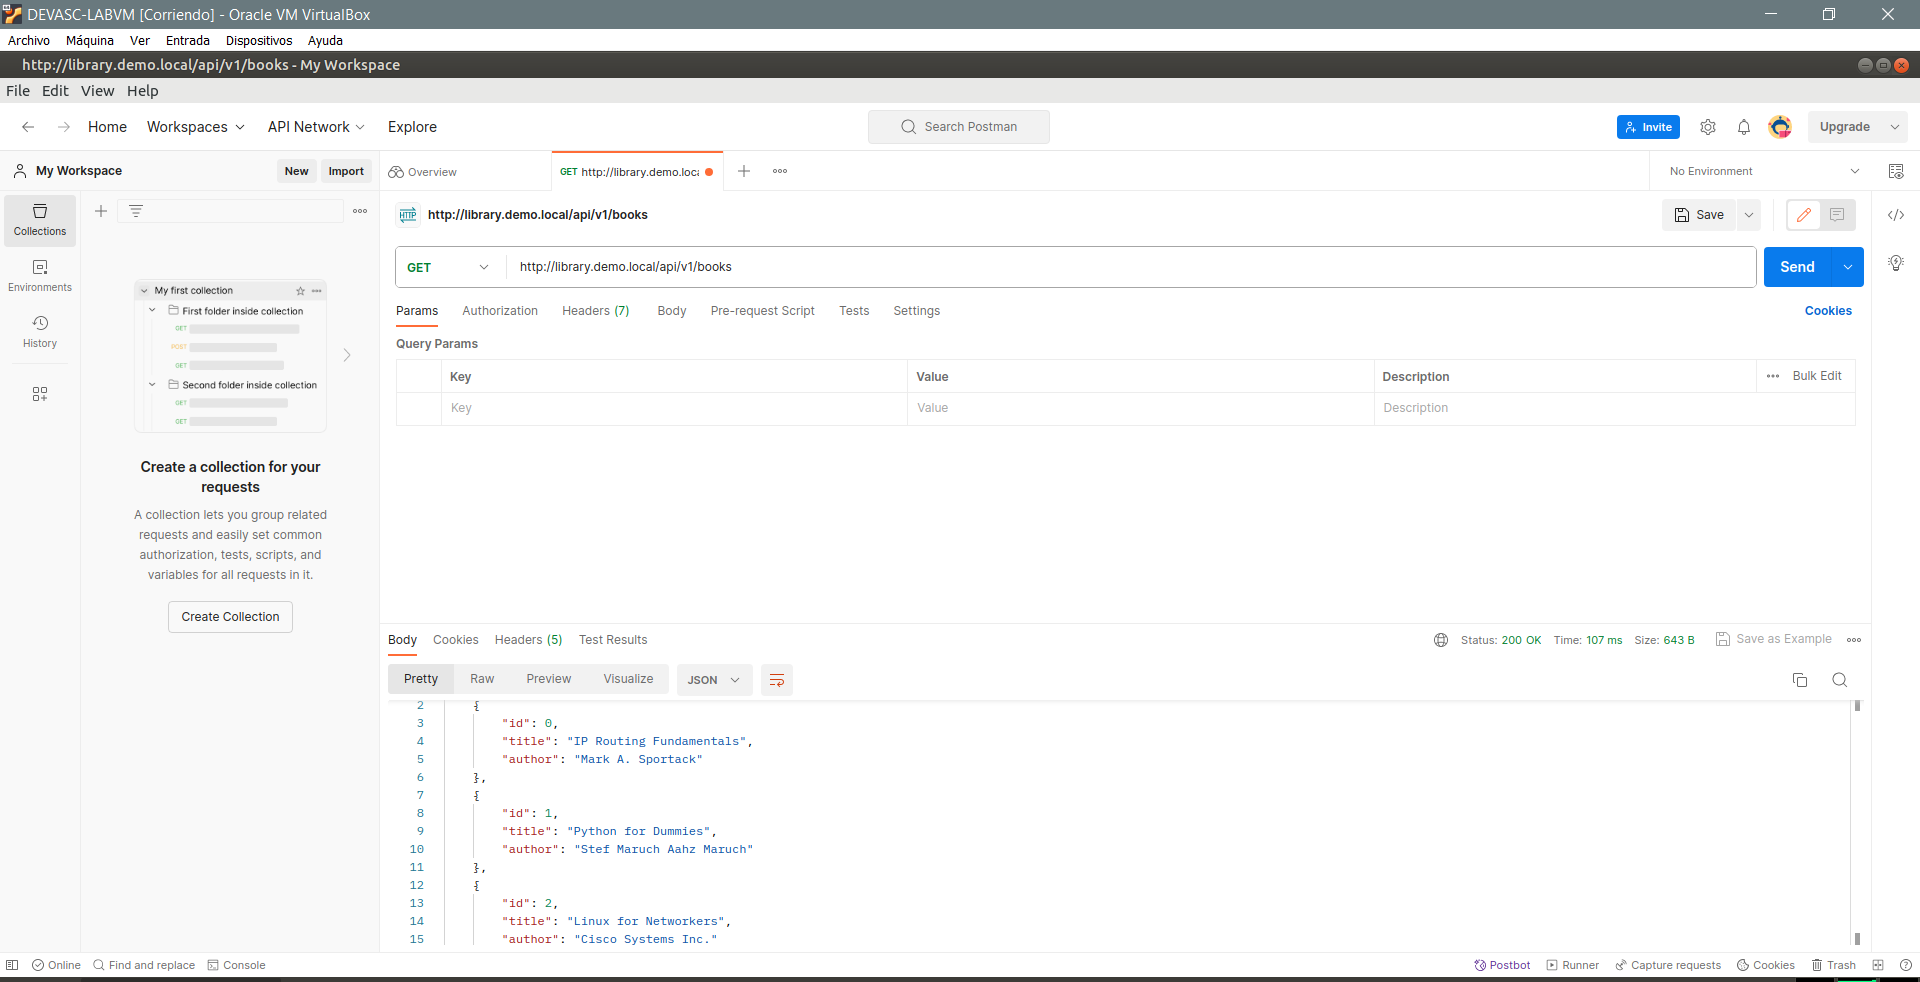 DEVASC-LABVM [Corriendo] - Oracle VM VirtualBox
Archivo Máquina Ver Entrada Dispositivos Ayuda
http://library.demo.local/api/v1/books - My Workspace
File Edit View Help
Home Workspaces API Network Explore Search Postman Invite Upgrade
My Workspace New Import Overview GET http://library.demo.loca No Environment
Collections
Environments
History
My first collection
First folder inside collection
GET
POST
GET
Second folder inside collection
GET
GET
Create a collection for your
requests
A collection lets you group related
requests and easily set common
authorization, tests, scripts, and
variables for all requests in it.
Create Collection
HTTP http://library.demo.local/api/v1/books Save
GET http://library.demo.local/api/v1/books Send
Params Authorization Headers (7) Body Pre-request Script Tests Settings Cookies
Query Params
Key Value Description Bulk Edit
Key Value Description
Body Cookies Headers (5) Test Results Status: 200 OK Time: 107 ms Size: 643 B Save as Example
Pretty Raw Preview Visualize JSON
2 {
3 "id": 0,
4 "title": "IP Routing Fundamentals",
5 "author": "Mark A. Sportack"
6 },
7 {
8 "id": 1,
9 "title": "Python for Dummies",
10 "author": "Stef Maruch Aahz Maruch"
11 },
12 {
13 "id": 2,
14 "title": "Linux for Networkers",
15 "author": "Cisco Systems Inc."
Online Find and replace Console Postbot Runner Capture requests Cookies Trash